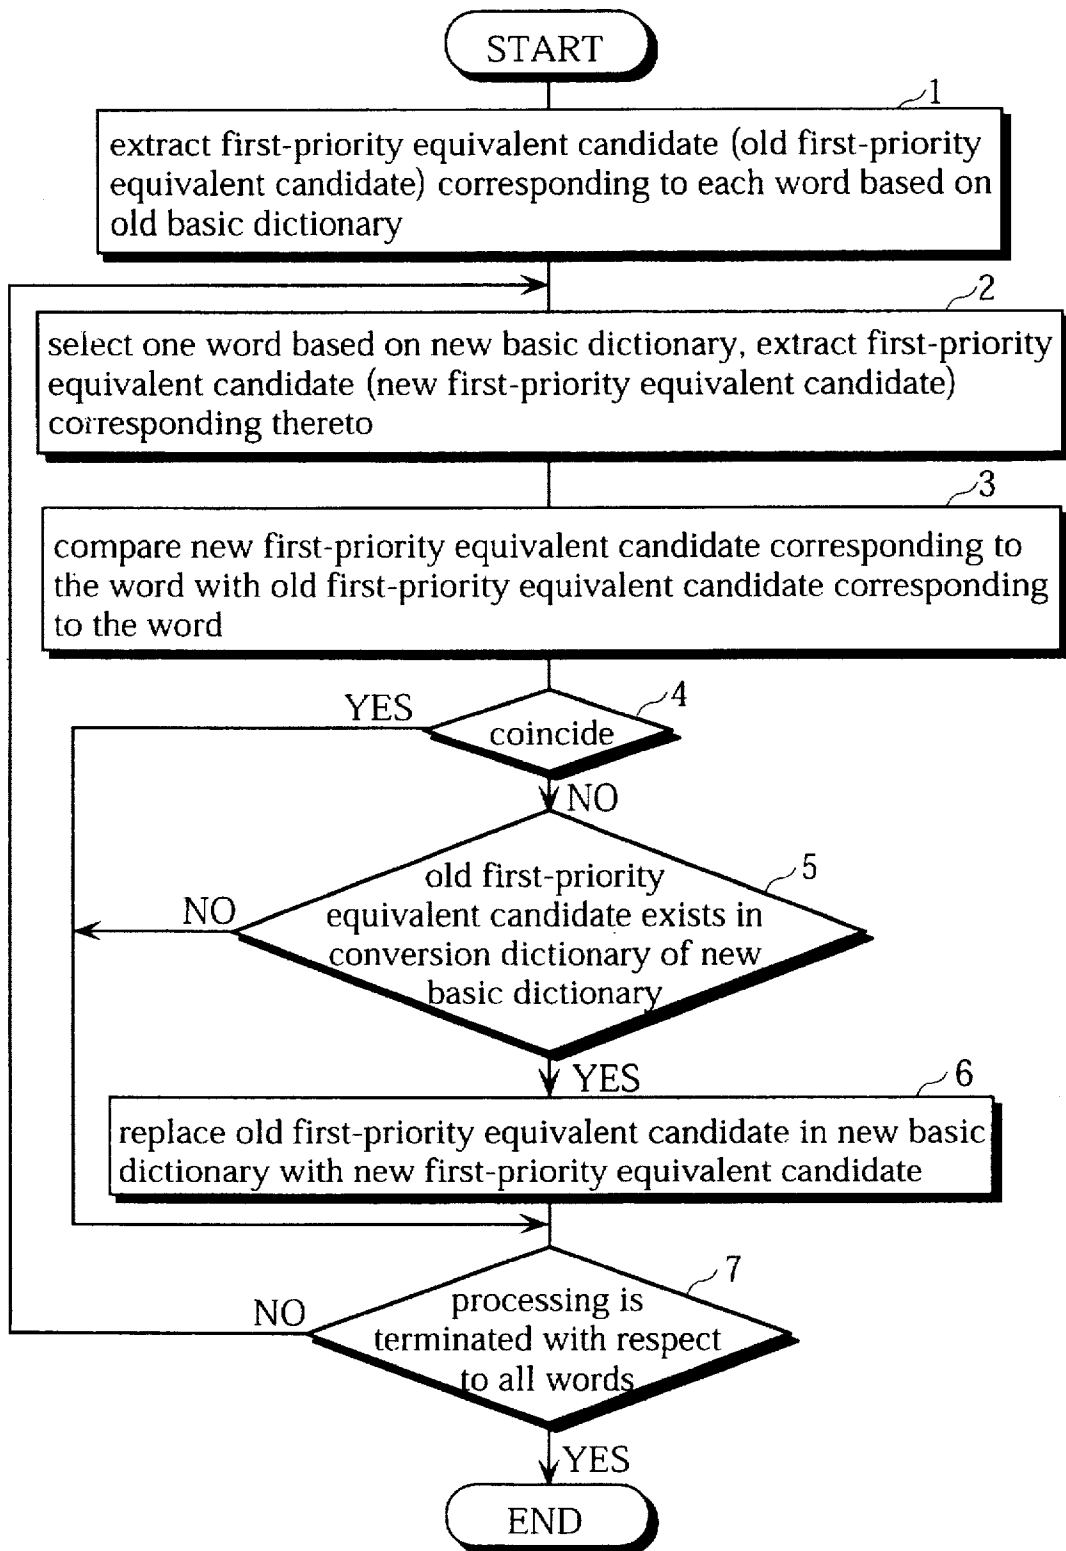 START
1
extract first-priority equivalent candidate (old first-priority
equivalent candidate) corresponding to each word based on
old basic dictionary
2
select one word based on new basic dictionary, extract first-priority
equivalent candidate (new first-priority equivalent candidate)
corresponding thereto
3
compare new first-priority equivalent candidate corresponding to
the word with old first-priority equivalent candidate corresponding
to the word
4
YES
coincide
NO
5
old first-priority
NO
equivalent candidate exists in
conversion dictionary of new
basic dictionary
YES
6
replace old first-priority equivalent candidate in new basic
dictionary with new first-priority equivalent candidate
7
NO
processing is
terminated with respect
to all words
YES
END